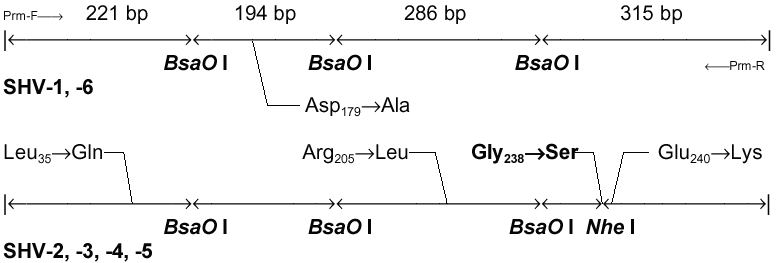 Prm-F→ 221 bp 194 bp 286 bp 315 bp
BsaO I BsaO I BsaO I ←Prm-R
SHV-1, -6
Asp179→Ala
Leu35→Gln Arg205→Leu Gly238→Ser Glu240→Lys
BsaO I BsaO I BsaO I Nhe I
SHV-2, -3, -4, -5